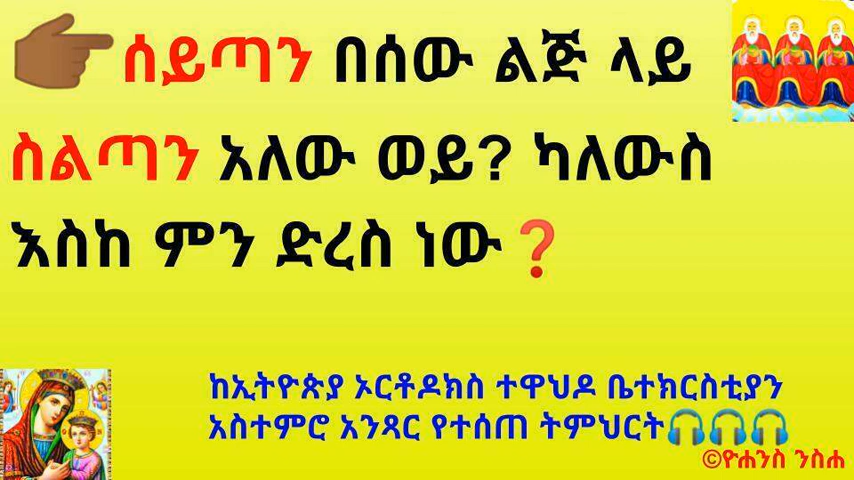 ሰይጣን በሰው ልጅ ላይ
ስልጣን አለው ወይ? ካለውስ
እስከ ምን ድረስ ነው❓
ከኢትዮጵያ ኦርቶዶክስ ተዋህዶ ቤተክርስቲያን
አስተምሮ አንጻር የተሰጠ ትምህርት
©ዮሐንስ ንስሐ